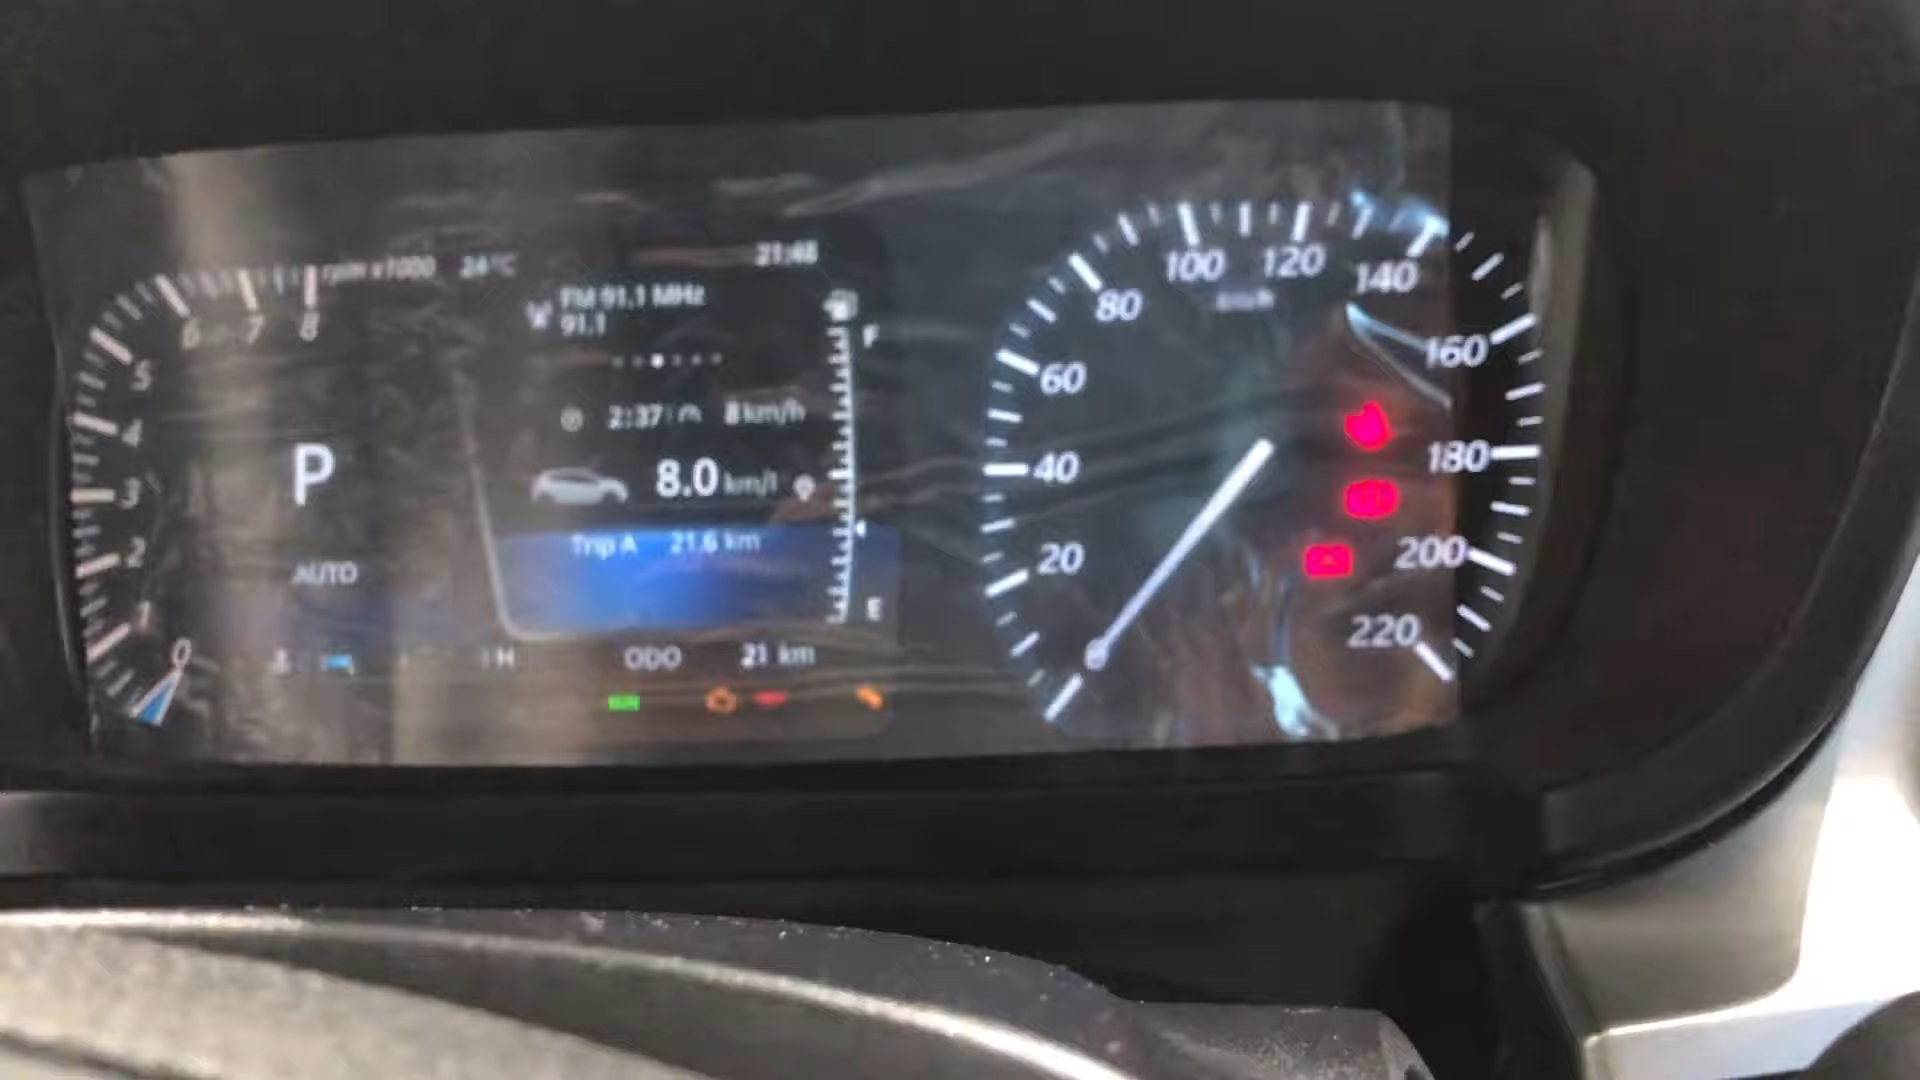 rpm x1000 24°C
21:48
FM 91.1 MHz
91.1
F
2:37 8 km/h
8.0 km/l
Trip A 21.6 km
E
ODO 21 km
H
P
AUTO
0
1
2
3
4
5
6
7
8
20
40
60
80
100
120
140
160
180
200
220
km/h